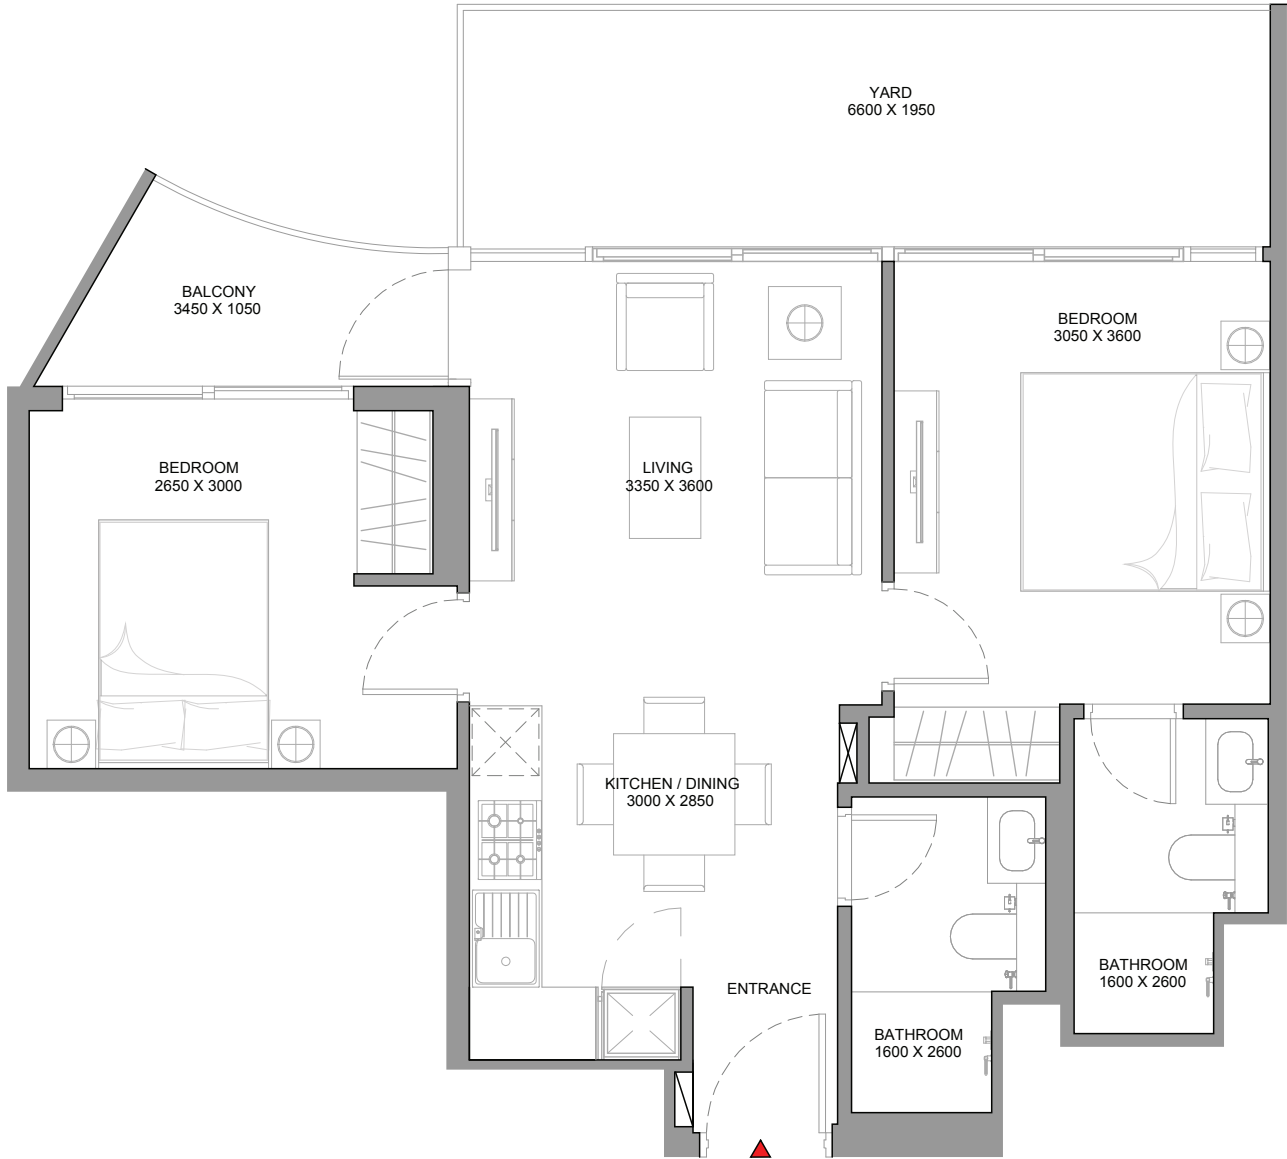 YARD
6600 X 1950
BALCONY
3450 X 1050
BEDROOM
3050 X 3600
BEDROOM
2650 X 3000
LIVING
3350 X 3600
KITCHEN / DINING
3000 X 2850
ENTRANCE
BATHROOM
1600 X 2600
BATHROOM
1600 X 2600